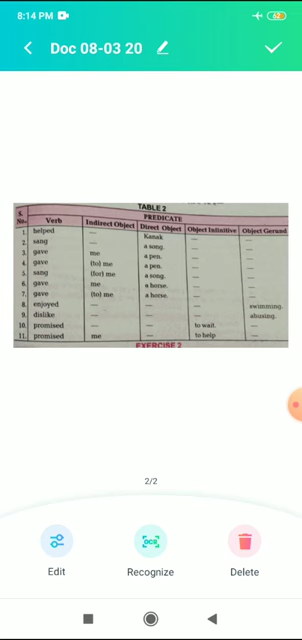 8:14 PM
62
Doc 08-03 20
TABLE 2
S. No. Verb PREDICATE
Indirect Object Direct Object Object Infinitive Object Gerund
1. helped — Kanak — —
2. sang — a song. — —
3. gave me a pen. — —
4. gave (to) me a pen. — —
5. sang (for) me a song. — —
6. gave me a horse. — —
7. gave (to) me a horse. — —
8. enjoyed — — — swimming.
9. dislike — — — abusing.
10. promised — — to wait. —
11. promised me — to help —
EXERCISE 2
2/2
OCR
Edit Recognize Delete